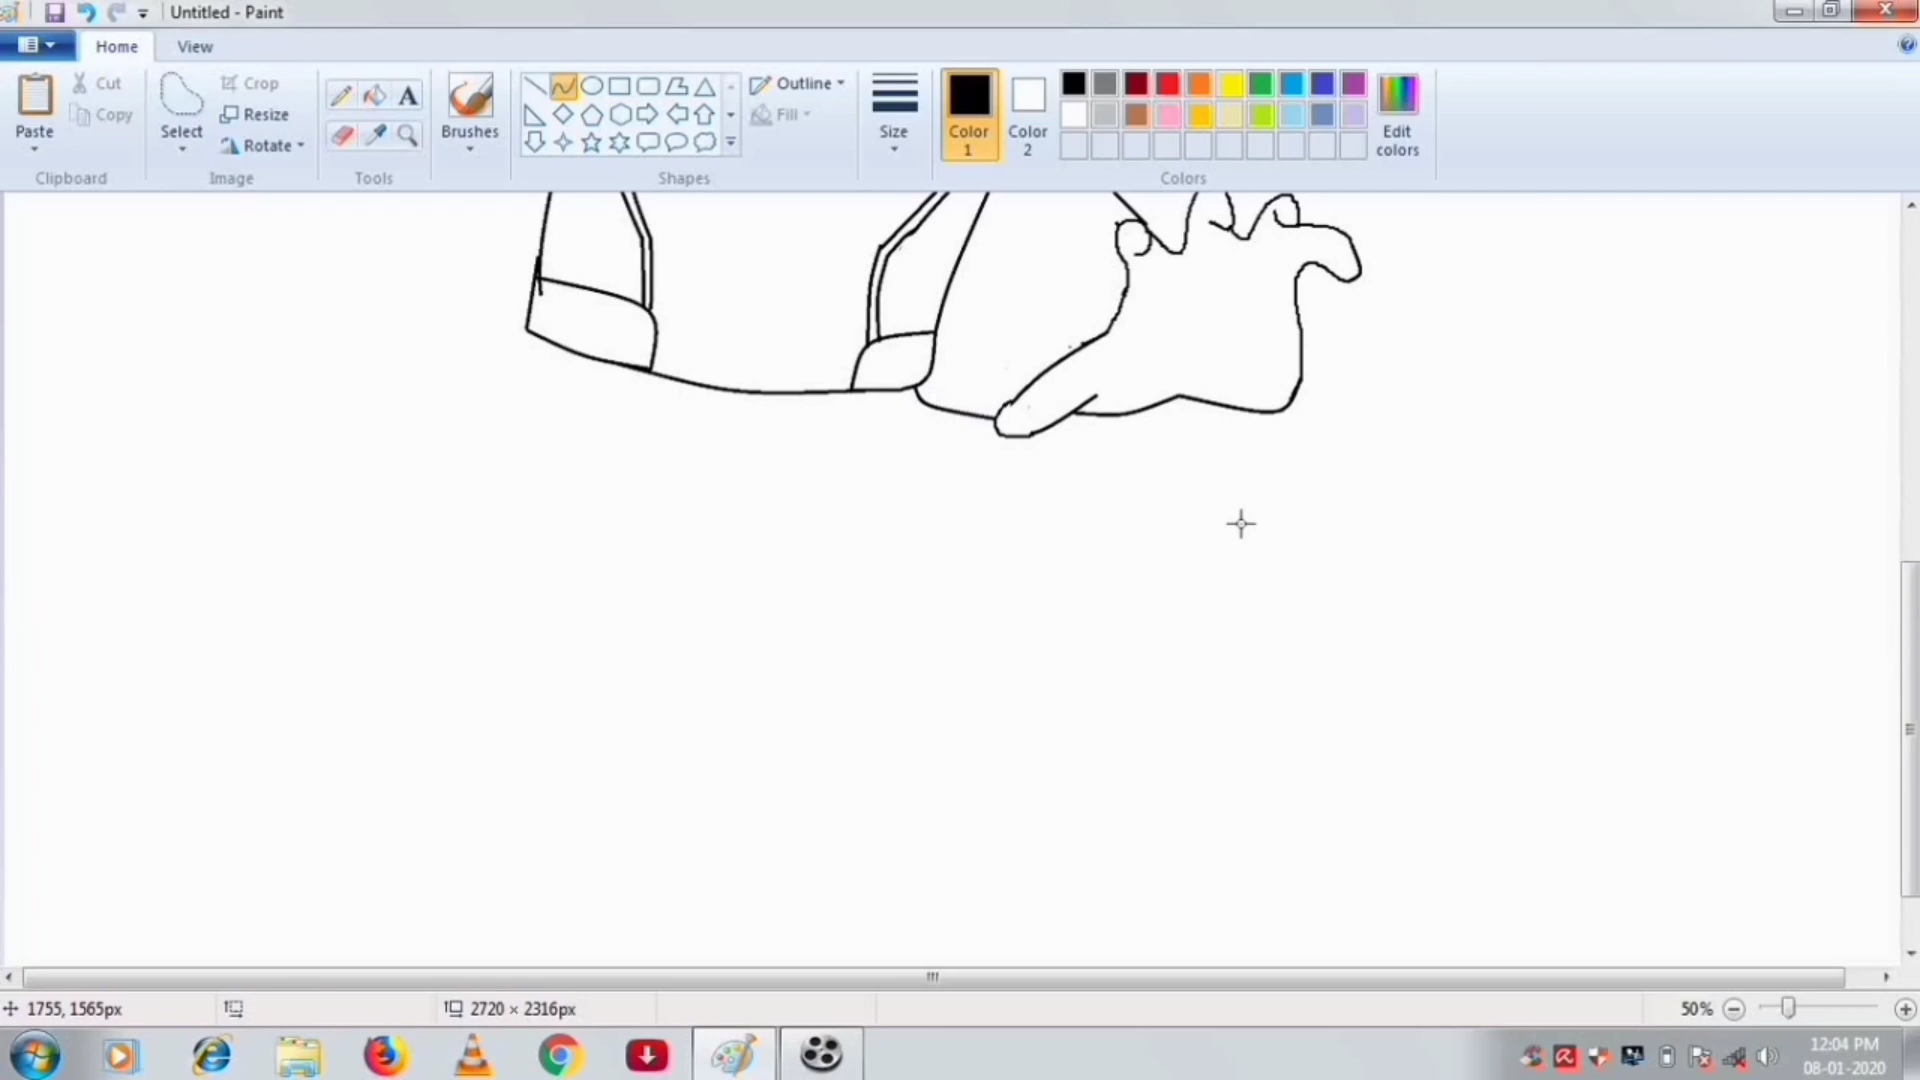 Untitled - Paint
Home View
Cut
Copy
Paste
Clipboard
Crop
Resize
Rotate
Select
Image
A
Tools
Brushes
Outline
Fill
Shapes
Size
Color 1
Color 2
Edit colors
Colors
1755, 1565px
2720 × 2316px
50%
12:04 PM
08-01-2020